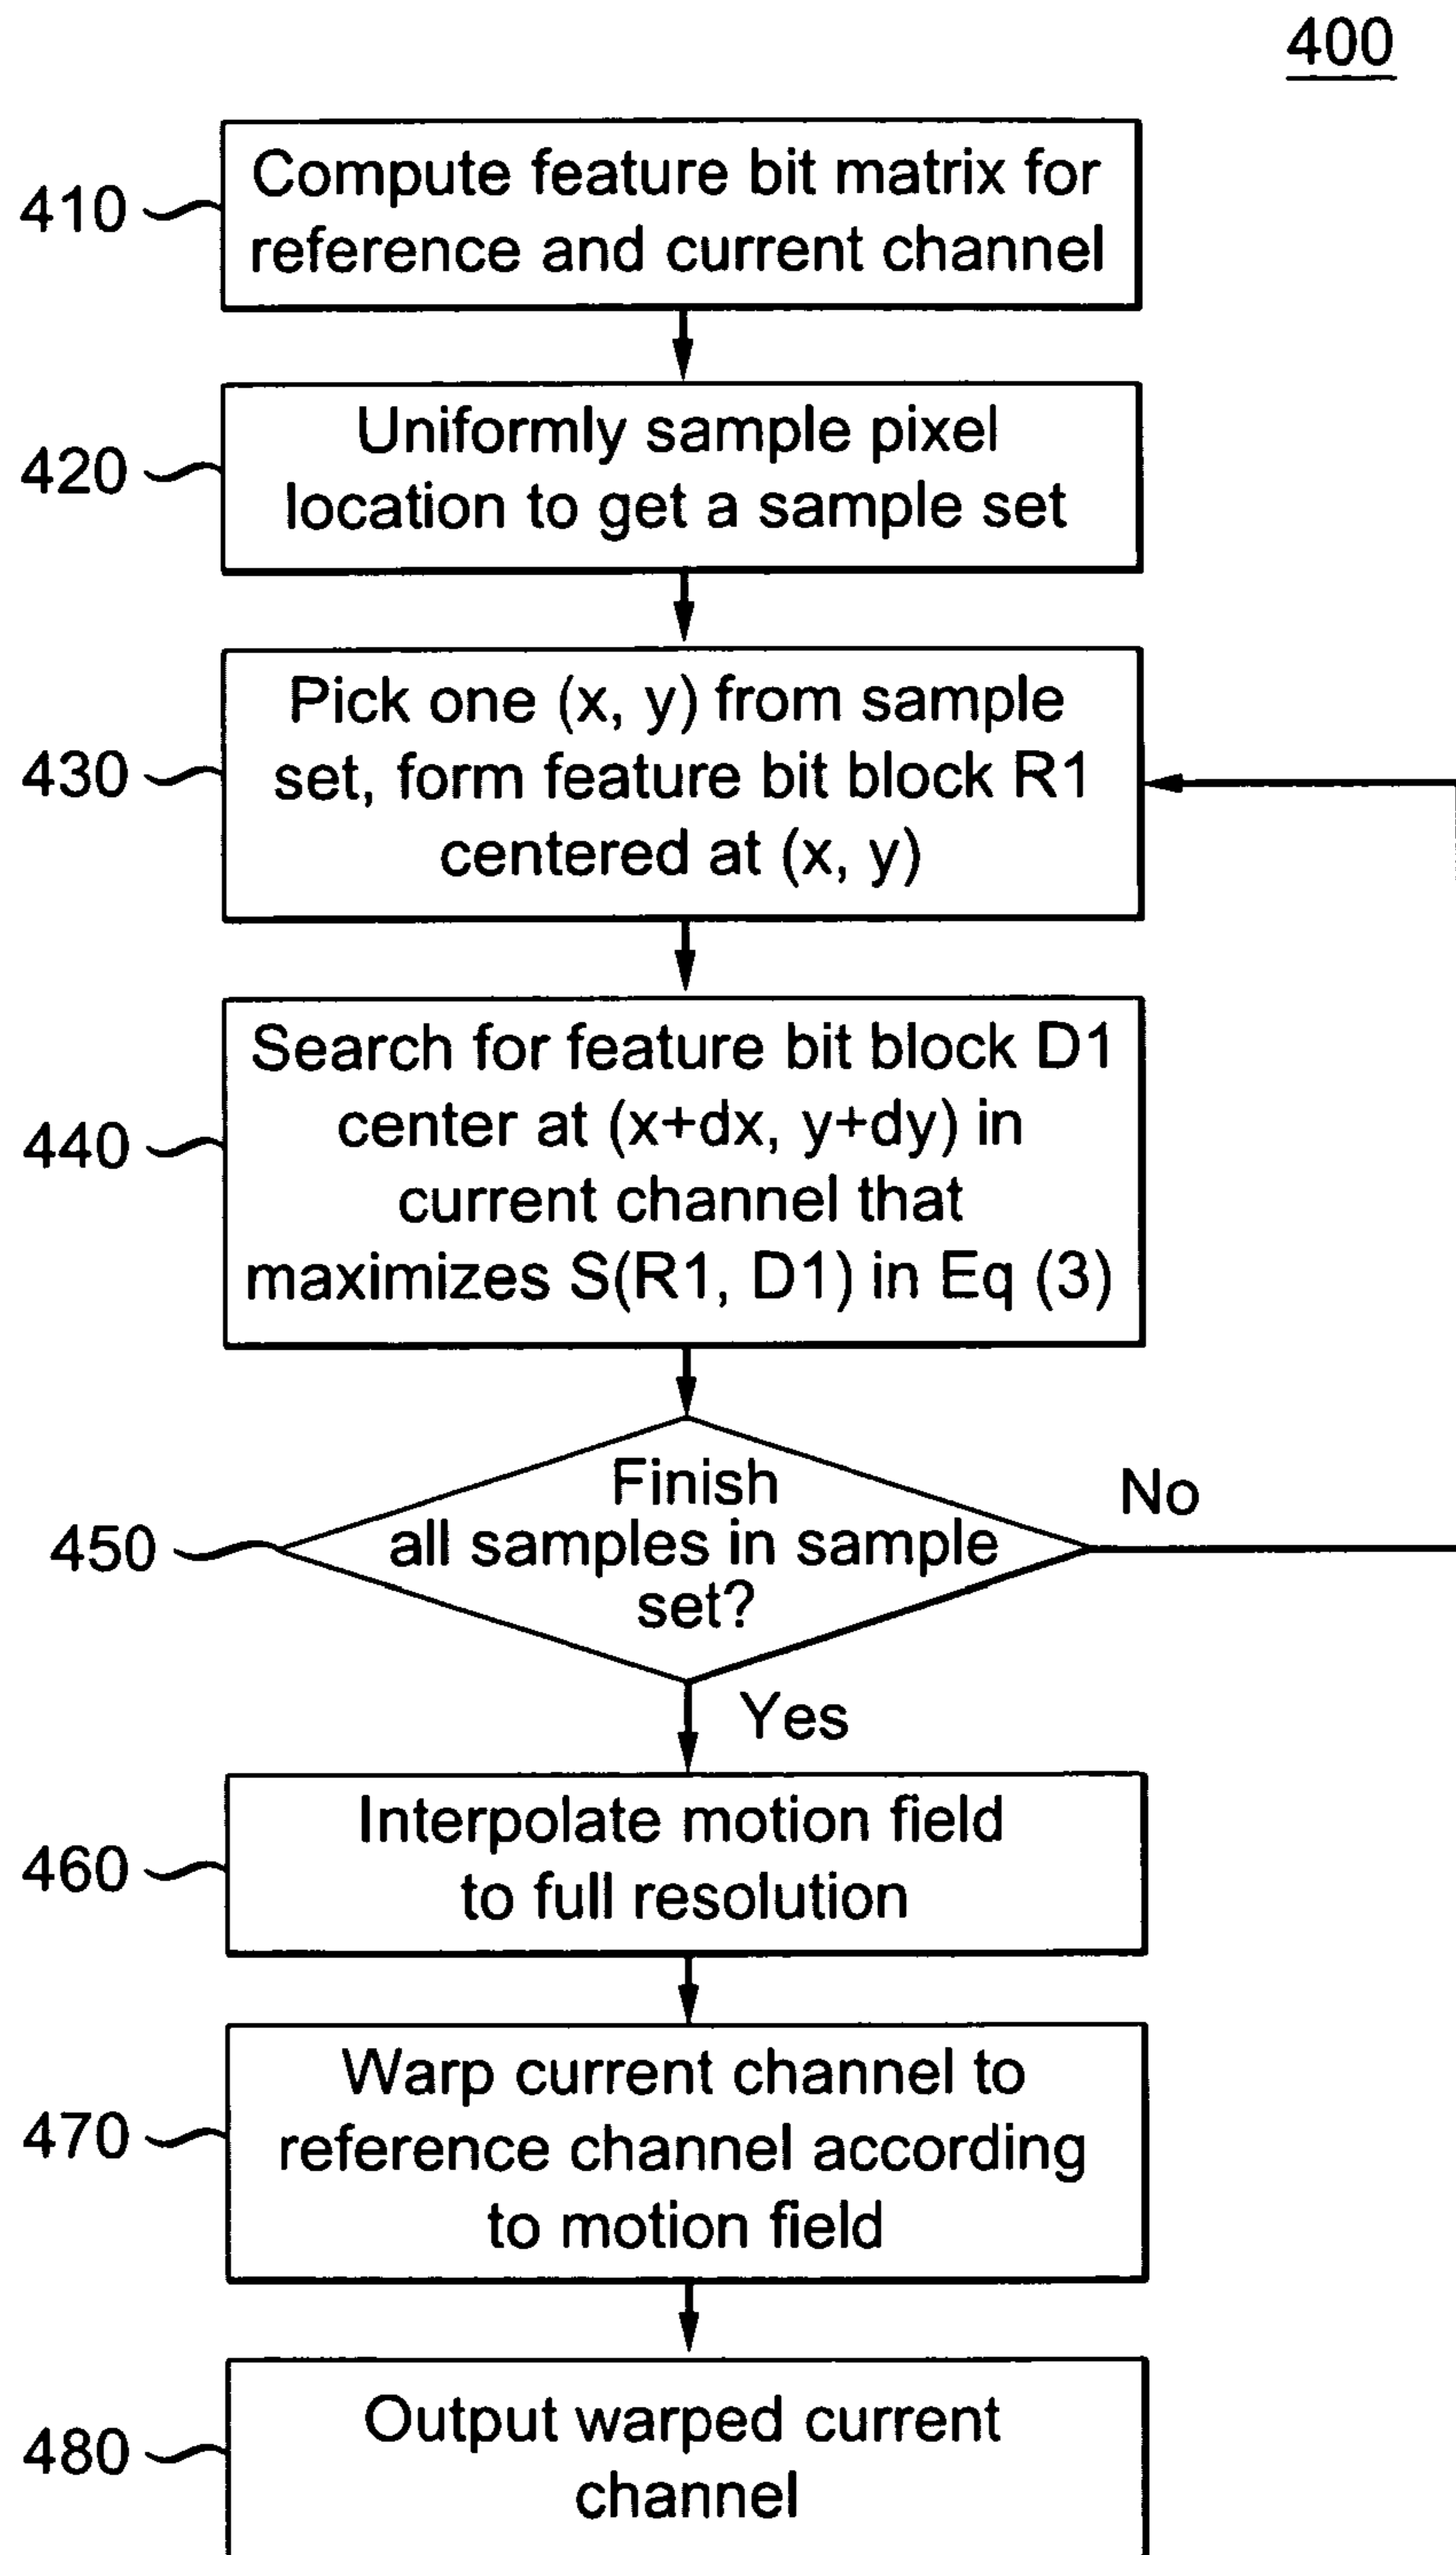 400
410
Compute feature bit matrix for
reference and current channel
420
Uniformly sample pixel
location to get a sample set
430
Pick one (x, y) from sample
set, form feature bit block R1
centered at (x, y)
440
Search for feature bit block D1
center at (x+dx, y+dy) in
current channel that
maximizes S(R1, D1) in Eq (3)
450
Finish
all samples in sample
set?
No
Yes
460
Interpolate motion field
to full resolution
470
Warp current channel to
reference channel according
to motion field
480
Output warped current
channel